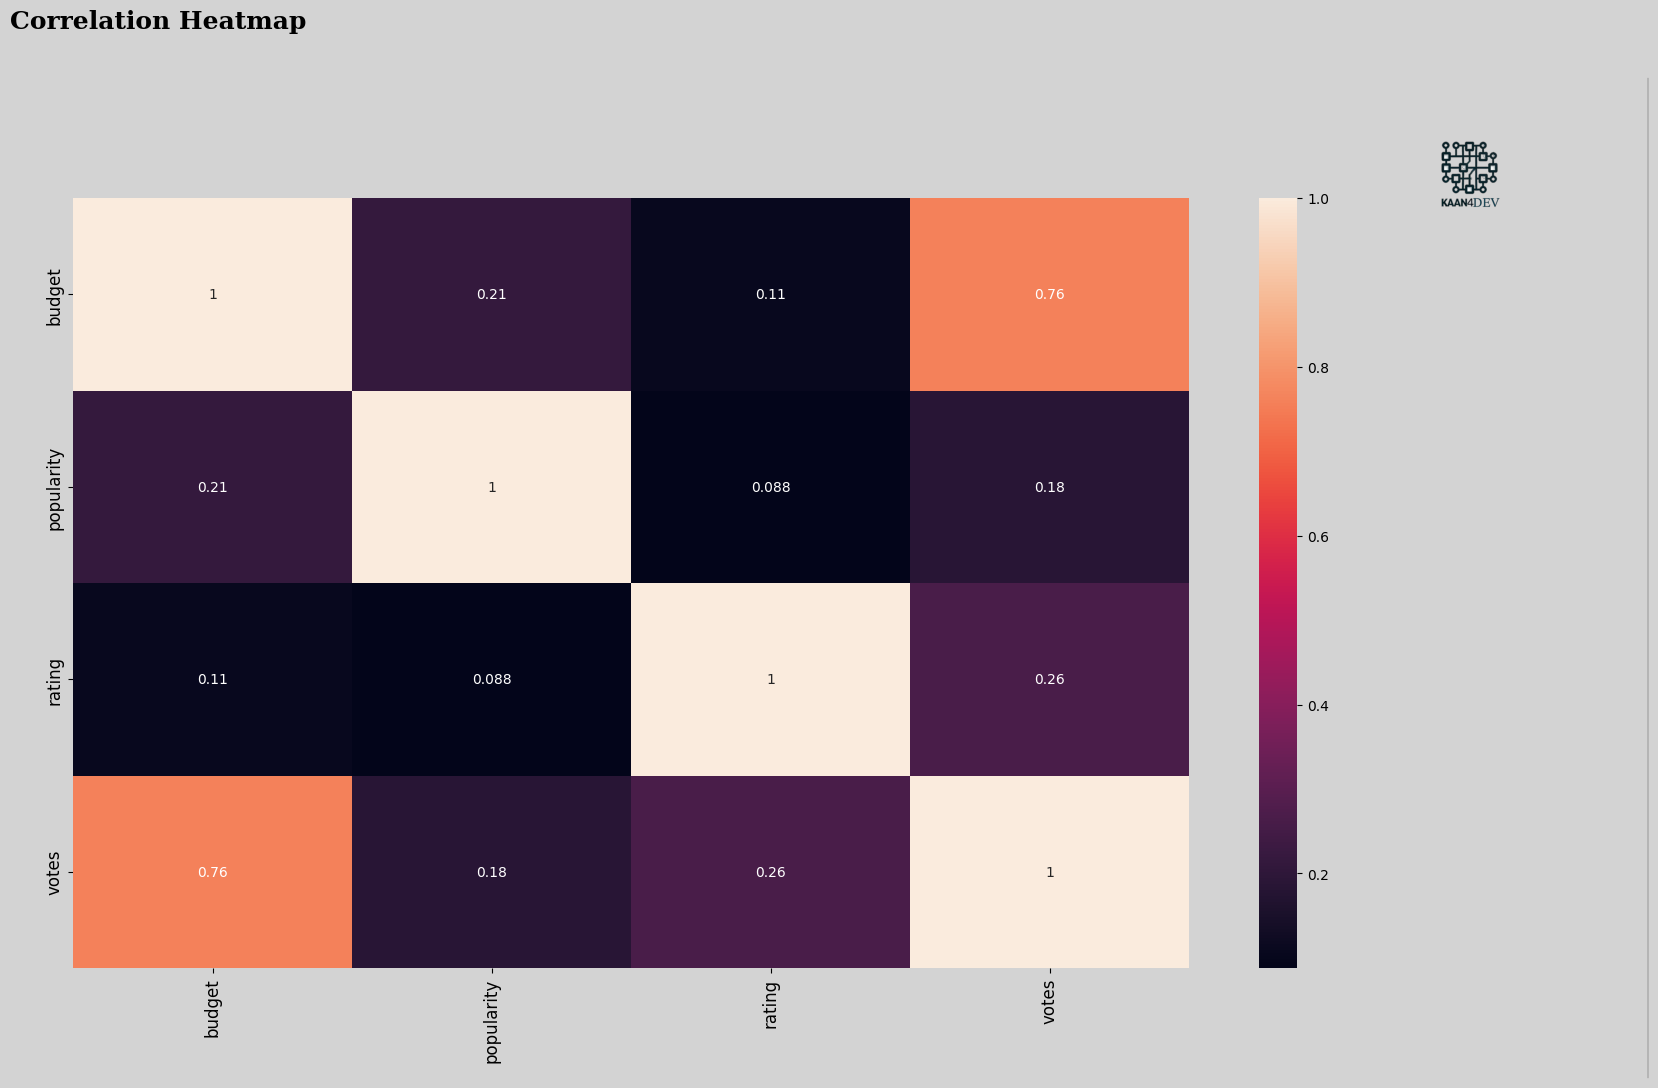 Correlation Heatmap
KAAN4DEV
1.0
budget 1 0.21 0.11 0.76
0.8
popularity 0.21 1 0.088 0.18
0.6
rating 0.11 0.088 1 0.26
0.4
votes 0.76 0.18 0.26 1
0.2
budget popularity rating votes